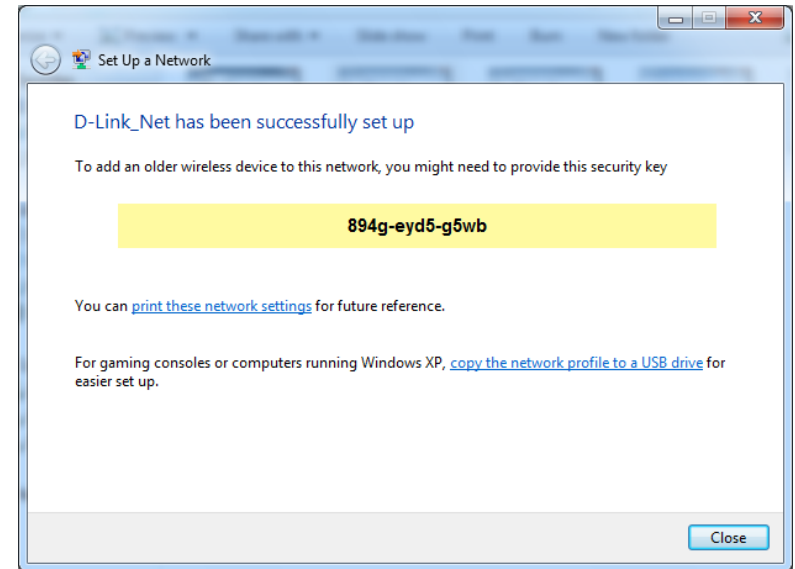 Set Up a Network
D-Link_Net has been successfully set up
To add an older wireless device to this network, you might need to provide this security key
894g-eyd5-g5wb
You can print these network settings for future reference.
For gaming consoles or computers running Windows XP, copy the network profile to a USB drive for
easier set up.
Close